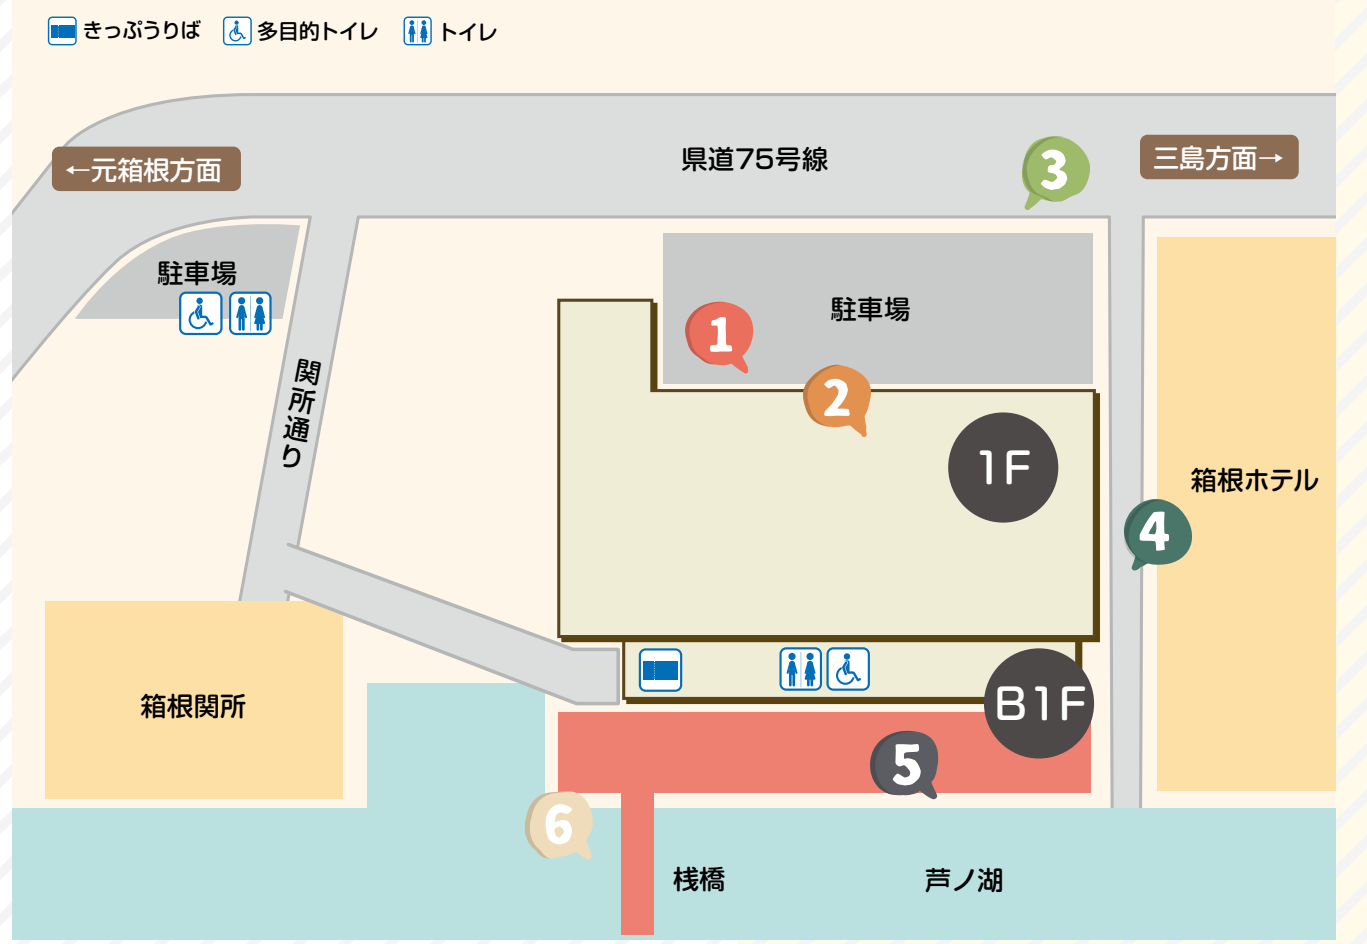 きっぷうりば 多目的トイレ トイレ
←元箱根方面
県道75号線
3
三島方面→
駐車場
駐車場
1
2
関所通り
1F
箱根ホテル
4
箱根関所
B1F
5
6
桟橋
芦ノ湖